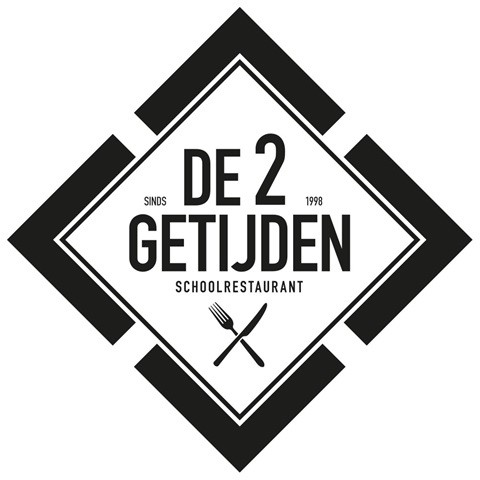 DE 2
SINDS 1998
GETIJDEN
SCHOOLRESTAURANT